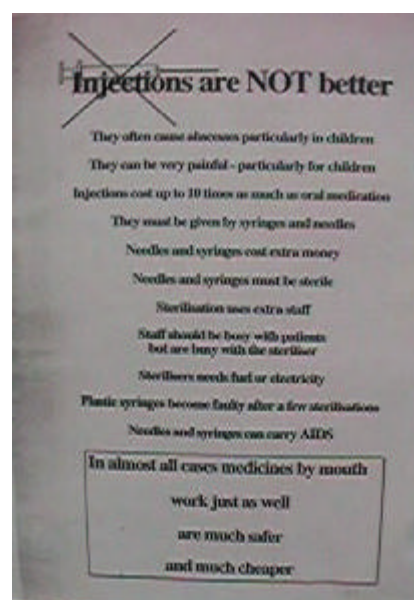 Injections are NOT better
They often cause abscesses particularly in children
They can be very painful - particularly for children
Injections cost up to 10 times as much as oral medication
They must be given by syringes and needles
Needles and syringes cost extra money
Needles and syringes must be sterile
Sterilisation uses extra staff
Staff should be busy with patients
but are busy with the steriliser
Sterilisers needs fuel or electricity
Plastic syringes become faulty after a few sterilisations
Needles and syringes can carry AIDS
In almost all cases medicines by mouth
work just as well
are much safer
and much cheaper